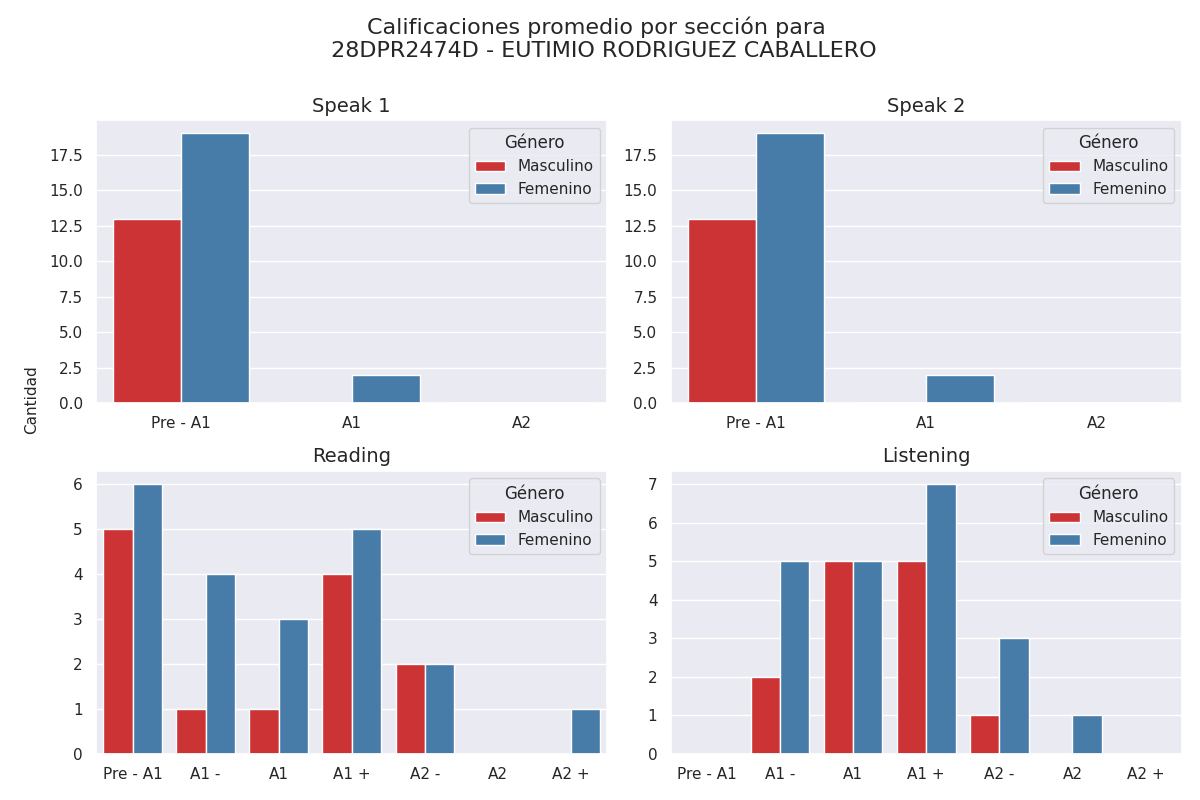 Calificaciones promedio por sección para
28DPR2474D - EUTIMIO RODRIGUEZ CABALLERO
Speak 1
Género
Masculino
Femenino
17.5
15.0
12.5
10.0
7.5
5.0
2.5
0.0
Pre - A1 A1 A2
Speak 2
Género
Masculino
Femenino
17.5
15.0
12.5
10.0
7.5
5.0
2.5
0.0
Pre - A1 A1 A2
Cantidad
Reading
Género
Masculino
Femenino
6
5
4
3
2
1
0
Pre - A1 A1 - A1 A1 + A2 - A2 A2 +
Listening
Género
Masculino
Femenino
7
6
5
4
3
2
1
0
Pre - A1 A1 - A1 A1 + A2 - A2 A2 +